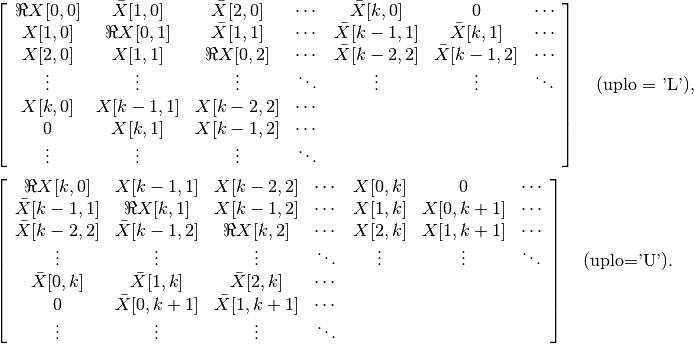 ℜX[0,0] X̄[1,0] X̄[2,0] ⋯ X̄[k,0] 0 ⋯
X[1,0] ℜX[0,1] X̄[1,1] ⋯ X̄[k−1,1] X̄[k,1] ⋯
X[2,0] X[1,1] ℜX[0,2] ⋯ X̄[k−2,2] X̄[k−1,2] ⋯
⋮ ⋮ ⋮ ⋱ ⋮ ⋮ ⋱ (uplo = 'L'),
X[k,0] X[k−1,1] X[k−2,2] ⋯
0 X[k,1] X[k−1,2] ⋯
⋮ ⋮ ⋮ ⋱
ℜX[k,0] X[k−1,1] X[k−2,2] ⋯ X[0,k] 0 ⋯
X̄[k−1,1] ℜX[k,1] X[k−1,2] ⋯ X[1,k] X[0,k+1] ⋯
X̄[k−2,2] X̄[k−1,2] ℜX[k,2] ⋯ X[2,k] X[1,k+1] ⋯
⋮ ⋮ ⋮ ⋱ ⋮ ⋮ ⋱ (uplo='U').
X̄[0,k] X̄[1,k] X̄[2,k] ⋯
0 X̄[0,k+1] X̄[1,k+1] ⋯
⋮ ⋮ ⋮ ⋱